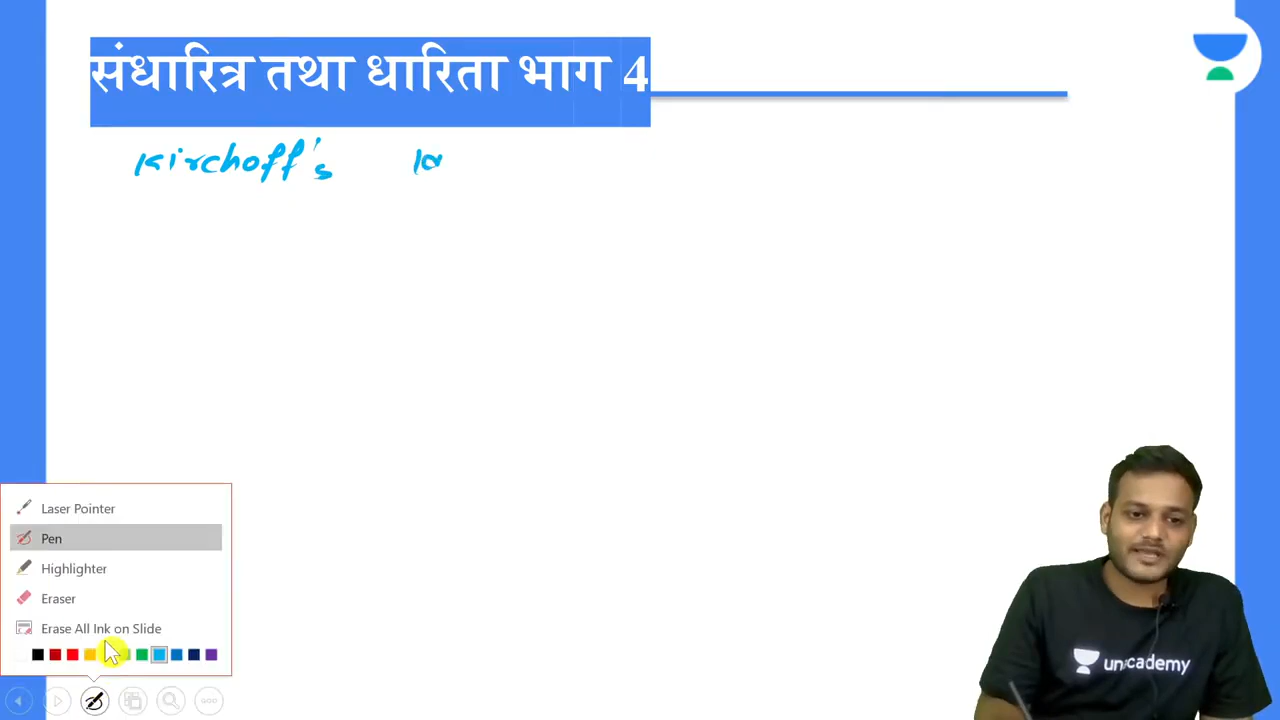 संधारित्र तथा धारिता भाग 4
Kirchoff's
Laser Pointer
Pen
Highlighter
Eraser
Erase All Ink on Slide
unacademy